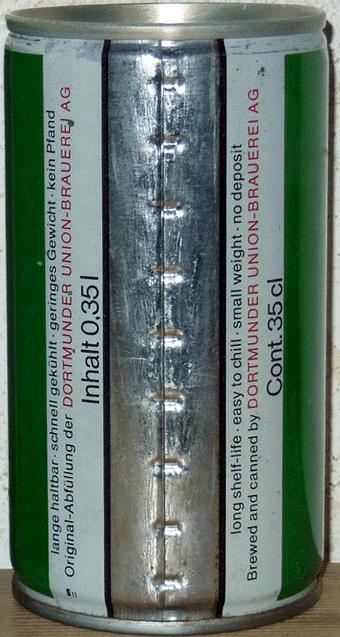 lange haltbar · schnell gekühlt · geringes Gewicht · kein Pfand
Original-Abfüllung der DORTMUNDER UNION-BRAUEREI AG
Inhalt 0,35 l
long shelf-life · easy to chill · small weight · no deposit
Brewed and canned by DORTMUNDER UNION-BRAUEREI AG
Cont. 35 cl